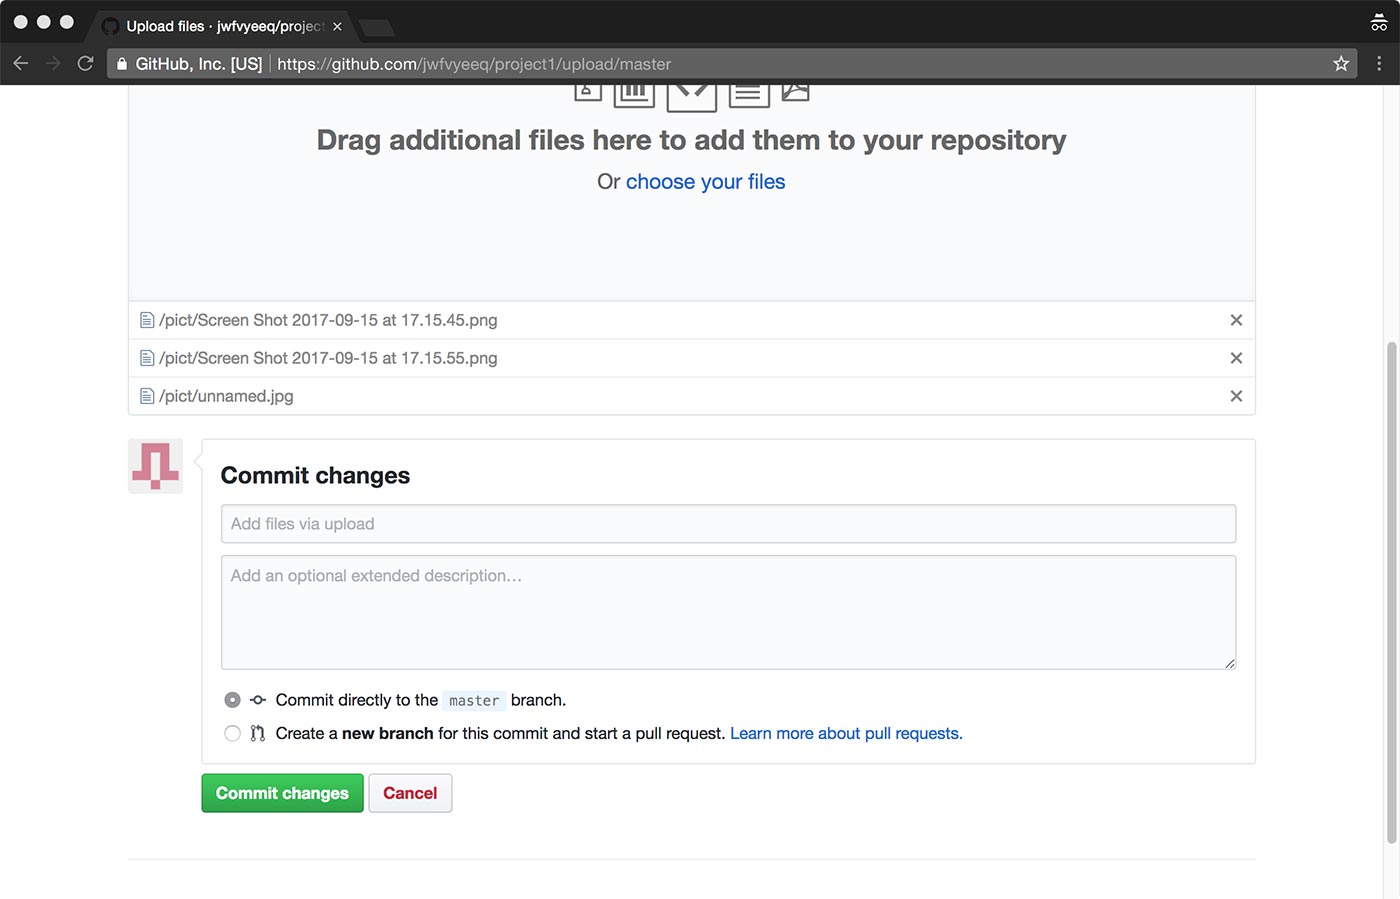 Upload files · jwfvyeeq/project
GitHub, Inc. [US] https://github.com/jwfvyeeq/project1/upload/master
Drag additional files here to add them to your repository
Or choose your files
/pict/Screen Shot 2017-09-15 at 17.15.45.png
/pict/Screen Shot 2017-09-15 at 17.15.55.png
/pict/unnamed.jpg
Commit changes
Add files via upload
Add an optional extended description…
Commit directly to the master branch.
Create a new branch for this commit and start a pull request. Learn more about pull requests.
Commit changes Cancel